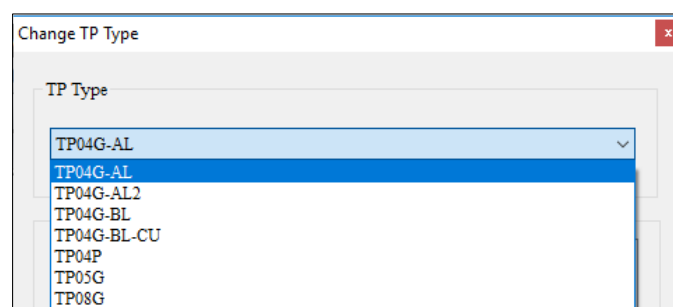 Change TP Type
x
TP Type
TP04G-AL
TP04G-AL
TP04G-AL2
TP04G-BL
TP04G-BL-CU
TP04P
TP05G
TP08G